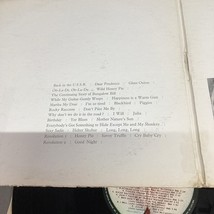 Back in the U.S.S.R. Dear Prudence Glass Onion
Ob-La-Di, Ob-La-Da Wild Honey Pie
The Continuing Story of Bungalow Bill
While My Guitar Gently Weeps Happiness is a Warm Gun
Martha My Dear I'm so tired Blackbird Piggies
Rocky Raccoon Don't Pass Me By
Why don't we do it in the road? I Will Julia
Birthday Yer Blues Mother Nature's Son
Everybody's Got Something to Hide Except Me and My Monkey
Sexy Sadie Helter Skelter Long, Long, Long
Revolution 1 Honey Pie Savoy Truffle Cry Baby Cry
Revolution 9 Good Night